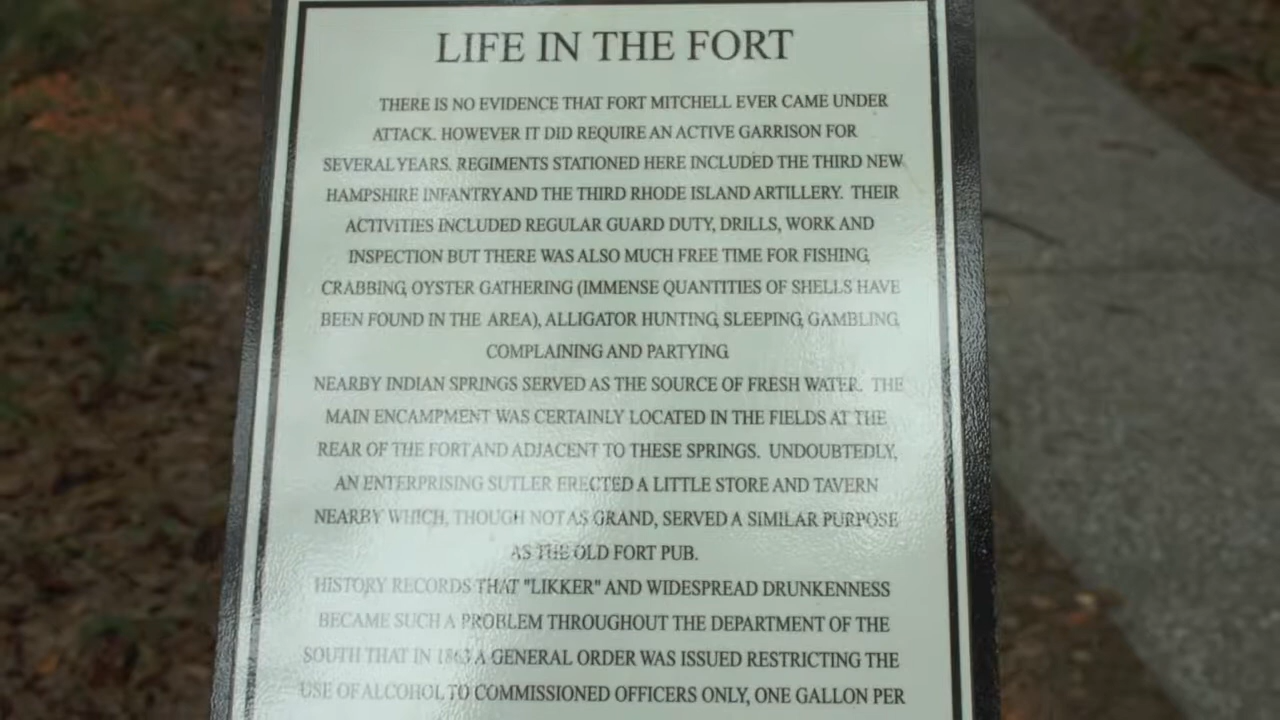 LIFE IN THE FORT
THERE IS NO EVIDENCE THAT FORT MITCHELL EVER CAME UNDER
ATTACK. HOWEVER IT DID REQUIRE AN ACTIVE GARRISON FOR
SEVERAL YEARS. REGIMENTS STATIONED HERE INCLUDED THE THIRD NEW
HAMPSHIRE INFANTRY AND THE THIRD RHODE ISLAND ARTILLERY. THEIR
ACTIVITIES INCLUDED REGULAR GUARD DUTY, DRILLS, WORK AND
INSPECTION BUT THERE WAS ALSO MUCH FREE TIME FOR FISHING,
CRABBING, OYSTER GATHERING (IMMENSE QUANTITIES OF SHELLS HAVE
BEEN FOUND IN THE AREA), ALLIGATOR HUNTING, SLEEPING, GAMBLING,
COMPLAINING AND PARTYING.
NEARBY INDIAN SPRINGS SERVED AS THE SOURCE OF FRESH WATER. THE
MAIN ENCAMPMENT WAS CERTAINLY LOCATED IN THE FIELDS AT THE
REAR OF THE FORT AND ADJACENT TO THESE SPRINGS. UNDOUBTEDLY,
AN ENTERPRISING SUTLER ERECTED A LITTLE STORE AND TAVERN
NEARBY WHICH, THOUGH NOT AS GRAND, SERVED A SIMILAR PURPOSE
AS THE OLD FORT PUB.
HISTORY RECORDS THAT "LIKKER" AND WIDESPREAD DRUNKENNESS
BECAME SUCH A PROBLEM THROUGHOUT THE DEPARTMENT OF THE
SOUTH THAT IN 1863 A GENERAL ORDER WAS ISSUED RESTRICTING THE
USE OF ALCOHOL TO COMMISSIONED OFFICERS ONLY, ONE GALLON PER